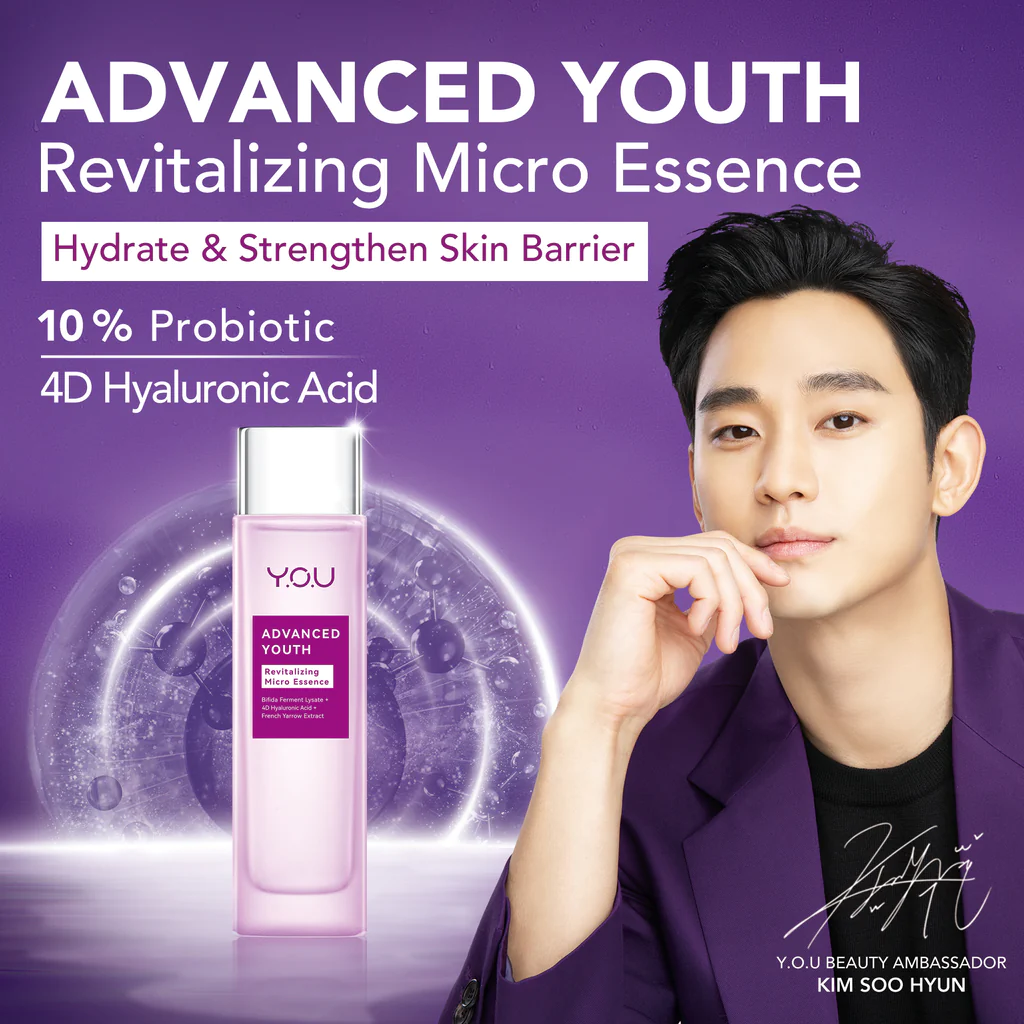 ADVANCED YOUTH
Revitalizing Micro Essence
Hydrate & Strengthen Skin Barrier
10% Probiotic
4D Hyaluronic Acid
Y.O.U
ADVANCED
YOUTH
Revitalizing
Micro Essence
Bifida Ferment Lysate +
4D Hyaluronic Acid +
French Yarrow Extract
Y.O.U BEAUTY AMBASSADOR
KIM SOO HYUN